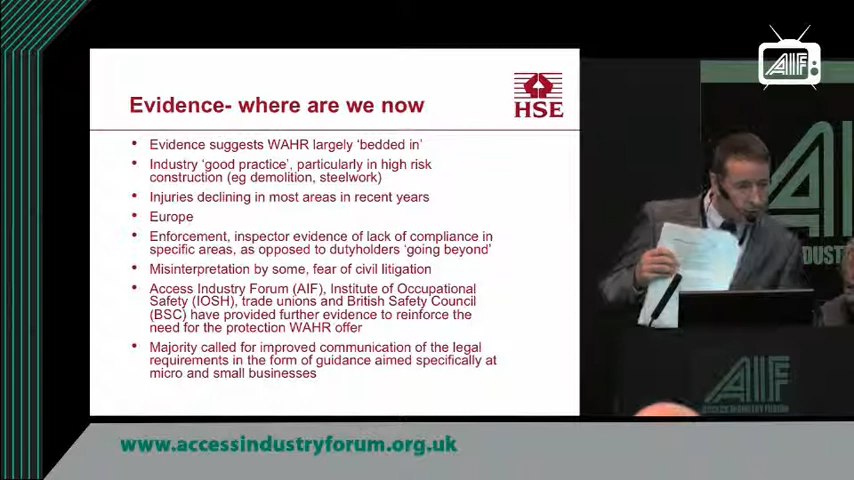 Evidence- where are we now
HSE
• Evidence suggests WAHR largely ‘bedded in’
• Industry ‘good practice’, particularly in high risk
construction (eg demolition, steelwork)
• Injuries declining in most areas in recent years
• Europe
• Enforcement, inspector evidence of lack of compliance in
specific areas, as opposed to dutyholders ‘going beyond’
• Misinterpretation by some, fear of civil litigation
• Access Industry Forum (AIF), Institute of Occupational
Safety (IOSH), trade unions and British Safety Council
(BSC) have provided further evidence to reinforce the
need for the protection WAHR offer
• Majority called for improved communication of the legal
requirements in the form of guidance aimed specifically at
micro and small businesses
AIF
AIF
ACCESS INDUSTRY FORUM
www.accessindustryforum.org.uk